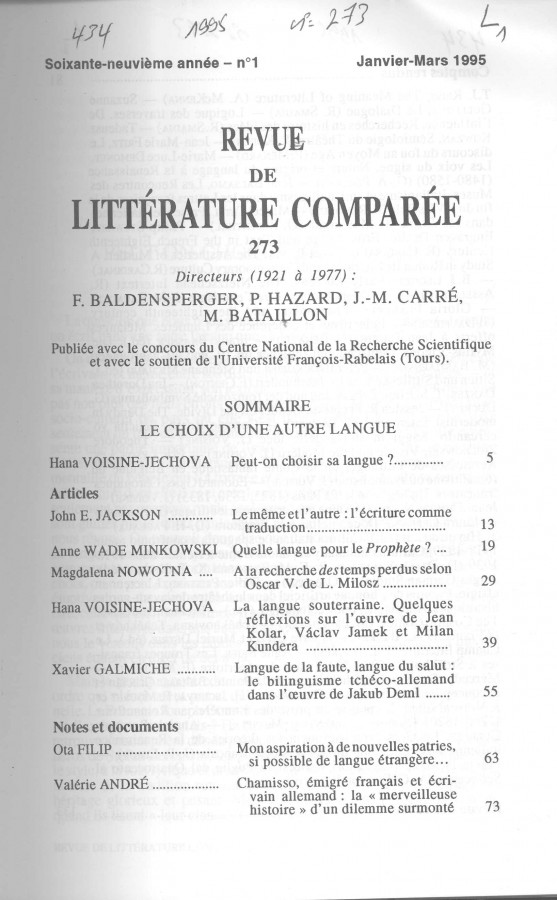 434 1995 n= 273 L1
Soixante-neuvième année – n°1 Janvier-Mars 1995
REVUE
DE
LITTÉRATURE COMPARÉE
273
Directeurs (1921 à 1977) :
F. BALDENSPERGER, P. HAZARD, J.-M. CARRÉ,
M. BATAILLON
Publiée avec le concours du Centre National de la Recherche Scientifique
et avec le soutien de l'Université François-Rabelais (Tours).
SOMMAIRE
LE CHOIX D'UNE AUTRE LANGUE
Hana VOISINE-JECHOVA Peut-on choisir sa langue ?............. 5
Articles
John E. JACKSON ............ Le même et l'autre : l'écriture comme
traduction.................................... 13
Anne WADE MINKOWSKI Quelle langue pour le Prophète ? ... 19
Magdalena NOWOTNA .... A la recherche des temps perdus selon
Oscar V. de L. Milosz ................. 29
Hana VOISINE-JECHOVA La langue souterraine. Quelques
réflexions sur l'œuvre de Jean
Kolar, Václav Jamek et Milan
Kundera ..................................... 39
Xavier GALMICHE .......... Langue de la faute, langue du salut :
le bilinguisme tchéco-allemand
dans l'œuvre de Jakub Deml ....... 55
Notes et documents
Ota FILIP .......................... Mon aspiration à de nouvelles patries,
si possible de langue étrangère... 63
Valérie ANDRÉ ................. Chamisso, émigré français et écri-
vain allemand : la « merveilleuse
histoire » d'un dilemme surmonté 73